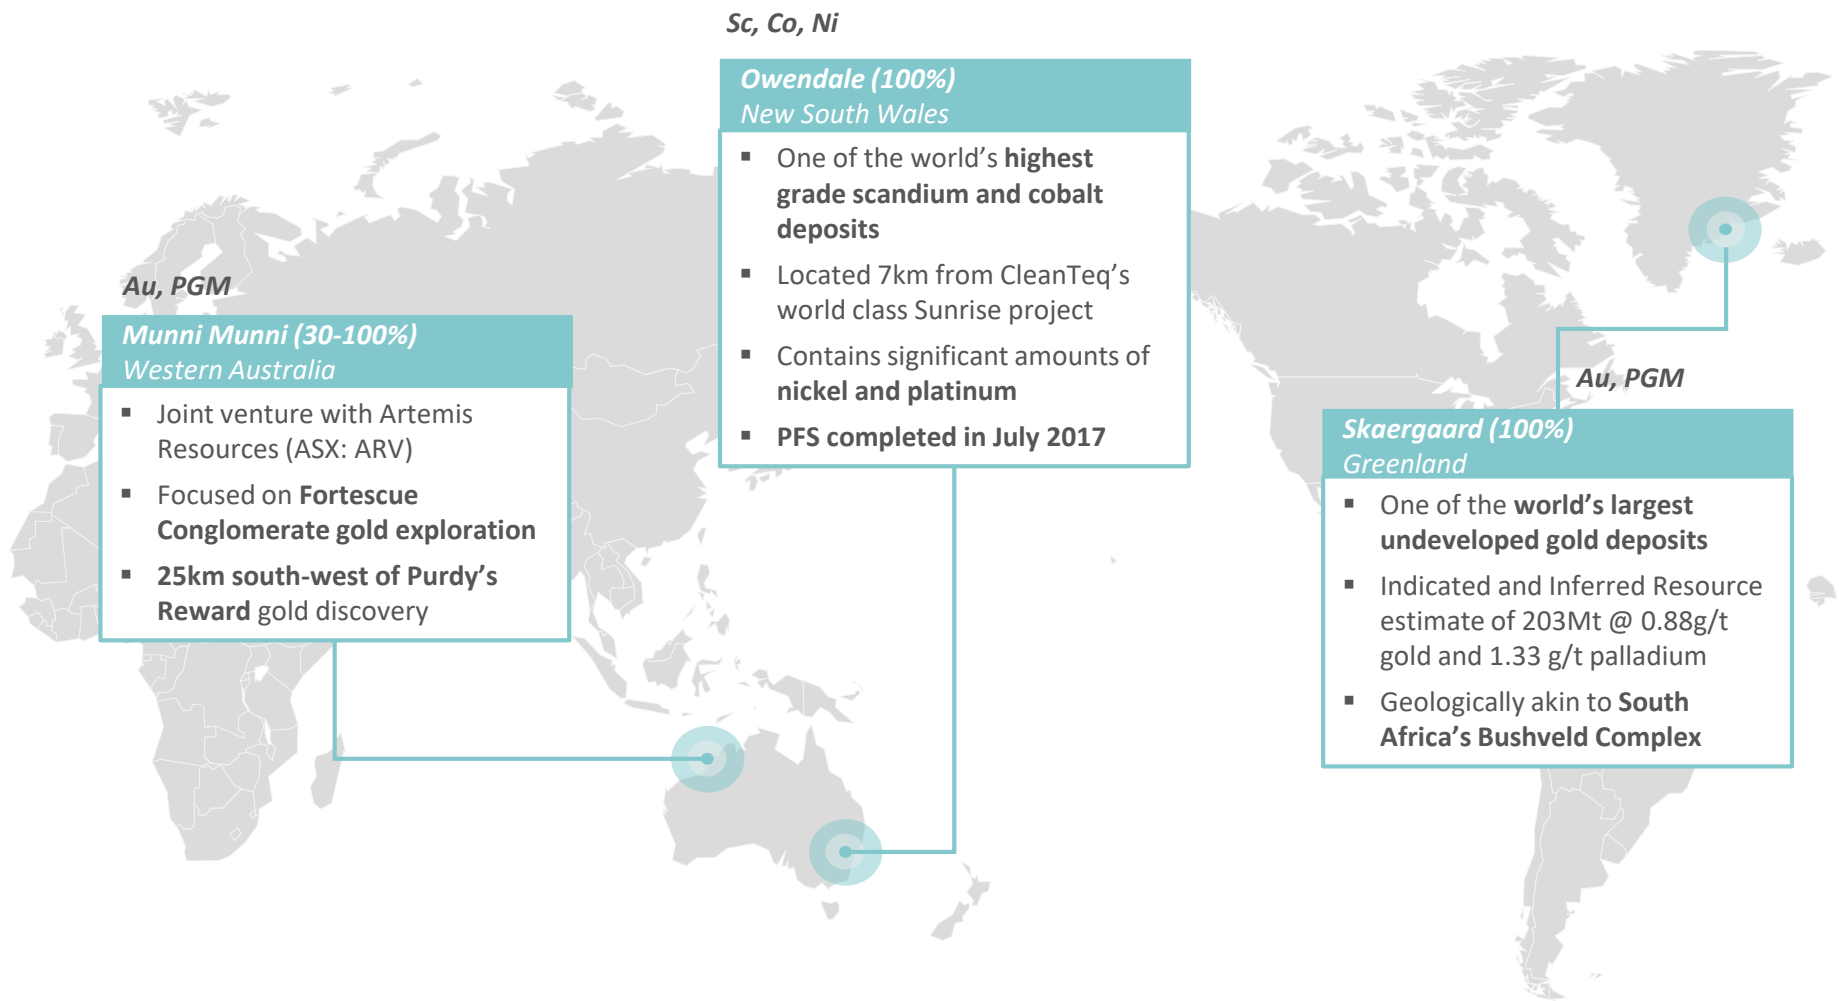 Sc, Co, Ni
Owendale (100%)
New South Wales
▪ One of the world’s highest
grade scandium and cobalt
deposits
▪ Located 7km from CleanTeq’s
world class Sunrise project
▪ Contains significant amounts of
nickel and platinum
▪ PFS completed in July 2017
Au, PGM
Munni Munni (30-100%)
Western Australia
▪ Joint venture with Artemis
Resources (ASX: ARV)
▪ Focused on Fortescue
Conglomerate gold exploration
▪ 25km south-west of Purdy’s
Reward gold discovery
Au, PGM
Skaergaard (100%)
Greenland
▪ One of the world’s largest
undeveloped gold deposits
▪ Indicated and Inferred Resource
estimate of 203Mt @ 0.88g/t
gold and 1.33 g/t palladium
▪ Geologically akin to South
Africa’s Bushveld Complex